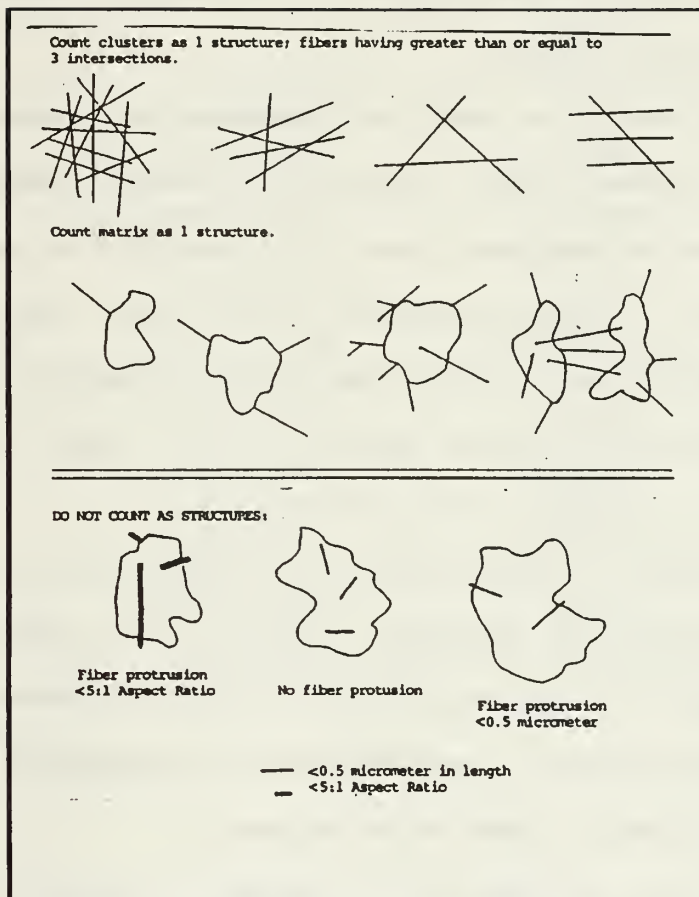 Count clusters as 1 structure; fibers having greater than or equal to
3 intersections.
Count matrix as 1 structure.
DO NOT COUNT AS STRUCTURES:
Fiber protrusion
<5:1 Aspect Ratio
No fiber protusion
Fiber protrusion
<0.5 micrometer
<0.5 micrometer in length
<5:1 Aspect Ratio